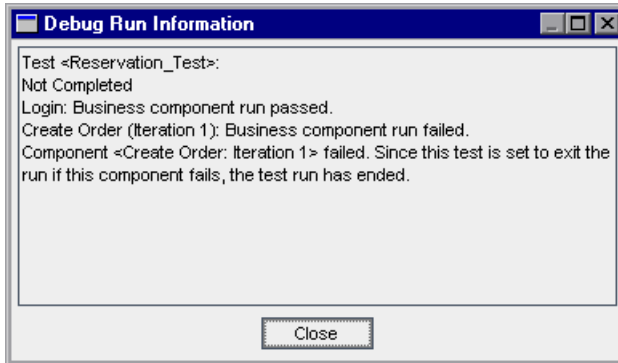 Debug Run Information
Test <Reservation_Test>:
Not Completed
Login: Business component run passed.
Create Order (Iteration 1): Business component run failed.
Component <Create Order: Iteration 1> failed. Since this test is set to exit the
run if this component fails, the test run has ended.
Close